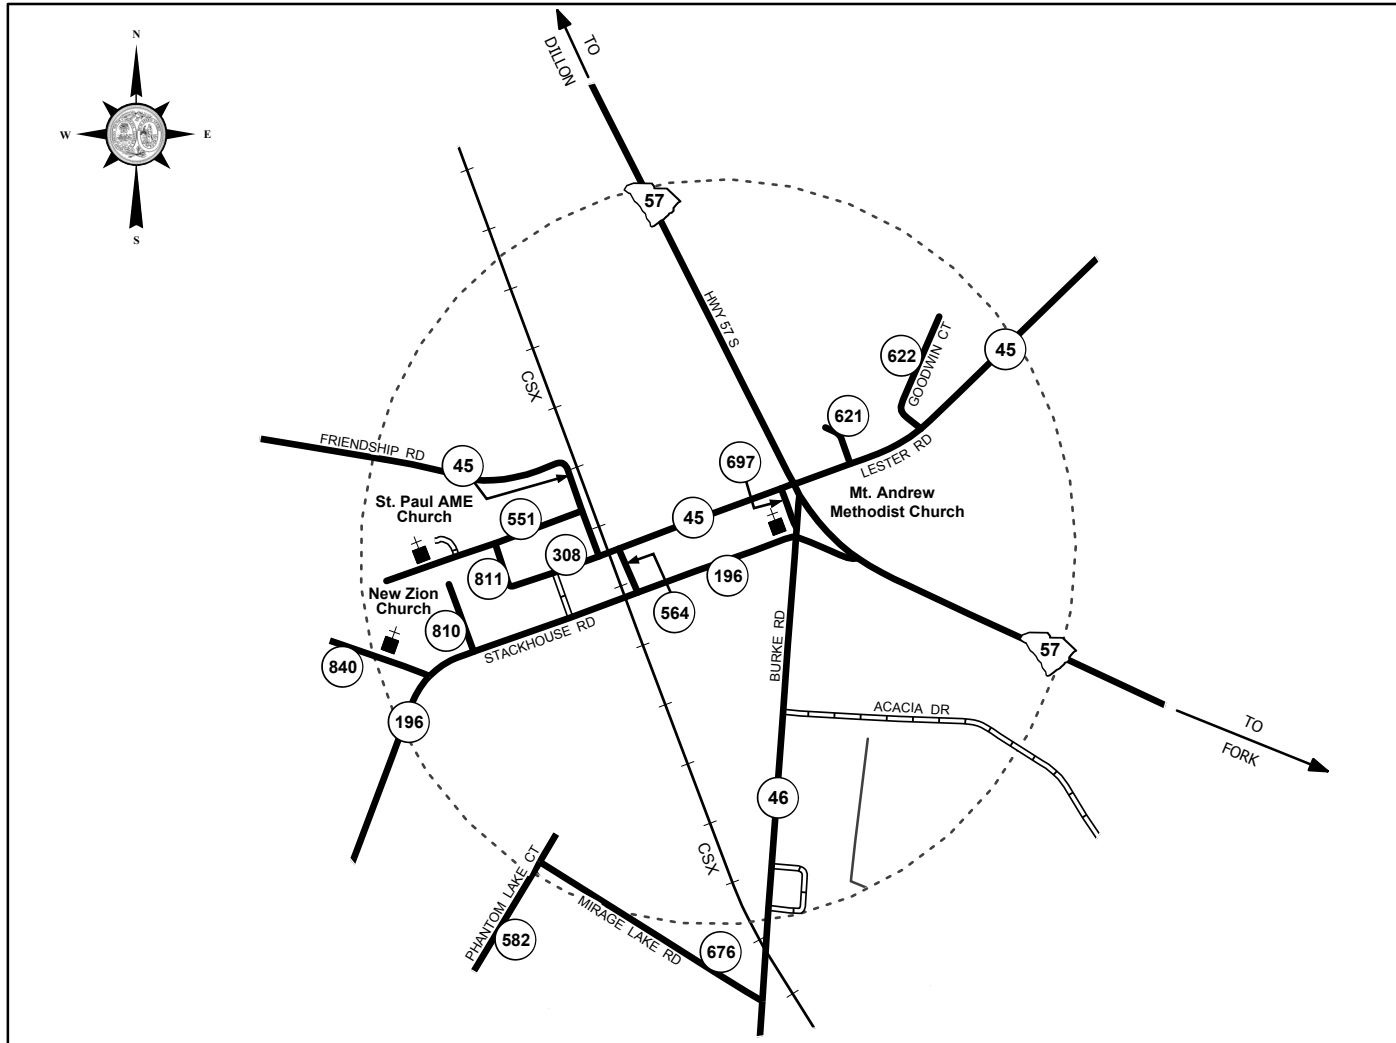 N
W
E
S
TO
DILLON
57
HWY 57 S
CSX
622
GOODWIN CT
45
621
LESTER RD
697
Mt. Andrew
Methodist Church
FRIENDSHIP RD
45
St. Paul AME
Church
551
45
308
811
196
564
New Zion
Church
810
STACKHOUSE RD
840
196
BURKE RD
57
ACACIA DR
TO
FORK
46
CSX
PHANTOM LAKE CT
582
MIRAGE LAKE RD
676